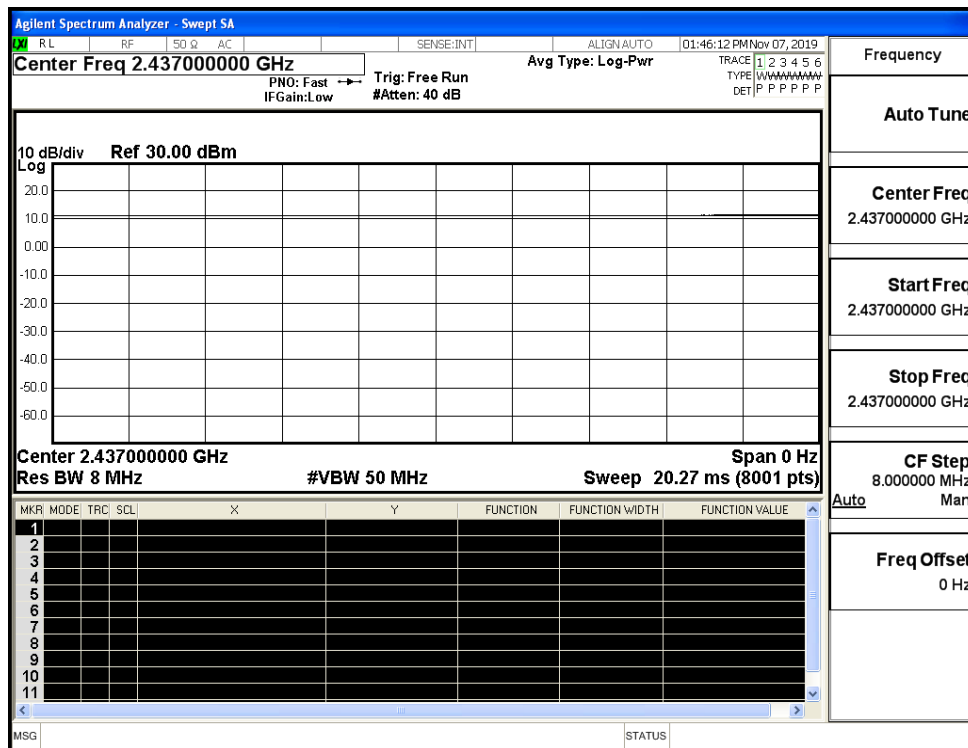 Agilent Spectrum Analyzer - Swept SA
LXI RL RF 50 Ω AC SENSE:INT ALIGN AUTO 01:46:12 PM Nov 07, 2019
Center Freq 2.437000000 GHz
Avg Type: Log-Pwr
TRACE 1 2 3 4 5 6
PNO: Fast
Trig: Free Run
TYPE WWWWWW
IFGain:Low
#Atten: 40 dB
DET P P P P P P
10 dB/div Ref 30.00 dBm
Log
20.0
10.0
0.00
-10.0
-20.0
-30.0
-40.0
-50.0
-60.0
Center 2.437000000 GHz Span 0 Hz
Res BW 8 MHz #VBW 50 MHz Sweep 20.27 ms (8001 pts)
MKR MODE TRC SCL X Y FUNCTION FUNCTION WIDTH FUNCTION VALUE
1
2
3
4
5
6
7
8
9
10
11
MSG STATUS
Frequency
Auto Tune
Center Freq
2.437000000 GHz
Start Freq
2.437000000 GHz
Stop Freq
2.437000000 GHz
CF Step
8.000000 MHz
Auto Man
Freq Offset
0 Hz